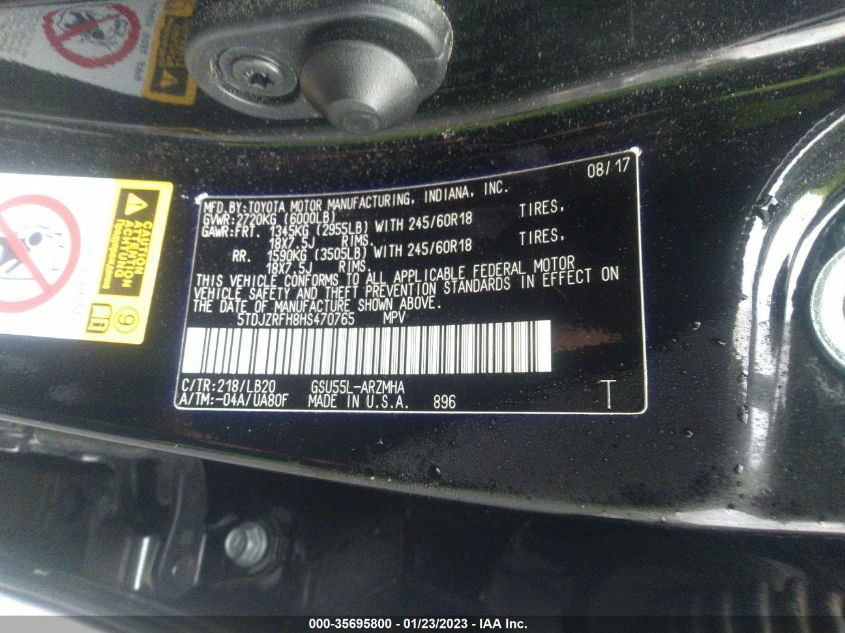 08/17
MFD.BY:TOYOTA MOTOR MANUFACTURING, INDIANA, INC.
GVWR:2720KG (6000LB)
GAWR:FRT. 1345KG (2955LB) WITH 245/60R18 TIRES,
18X7.5J RIMS,
RR. 1590KG (3505LB) WITH 245/60R18 TIRES,
18X7.5J RIMS.
THIS VEHICLE CONFORMS TO ALL APPLICABLE FEDERAL MOTOR
VEHICLE SAFETY AND THEFT PREVENTION STANDARDS IN EFFECT ON
THE DATE OF MANUFACTURE SHOWN ABOVE.
5TDJZRFH8HS470765 MPV
C/TR:218/LB20 GSU55L-ARZMHA
A/TM:-04A/UA80F MADE IN U.S.A. 896
T
CAUTION
ATTENTION
ACHTUNG
000-35695800 - 01/23/2023 - IAA Inc.